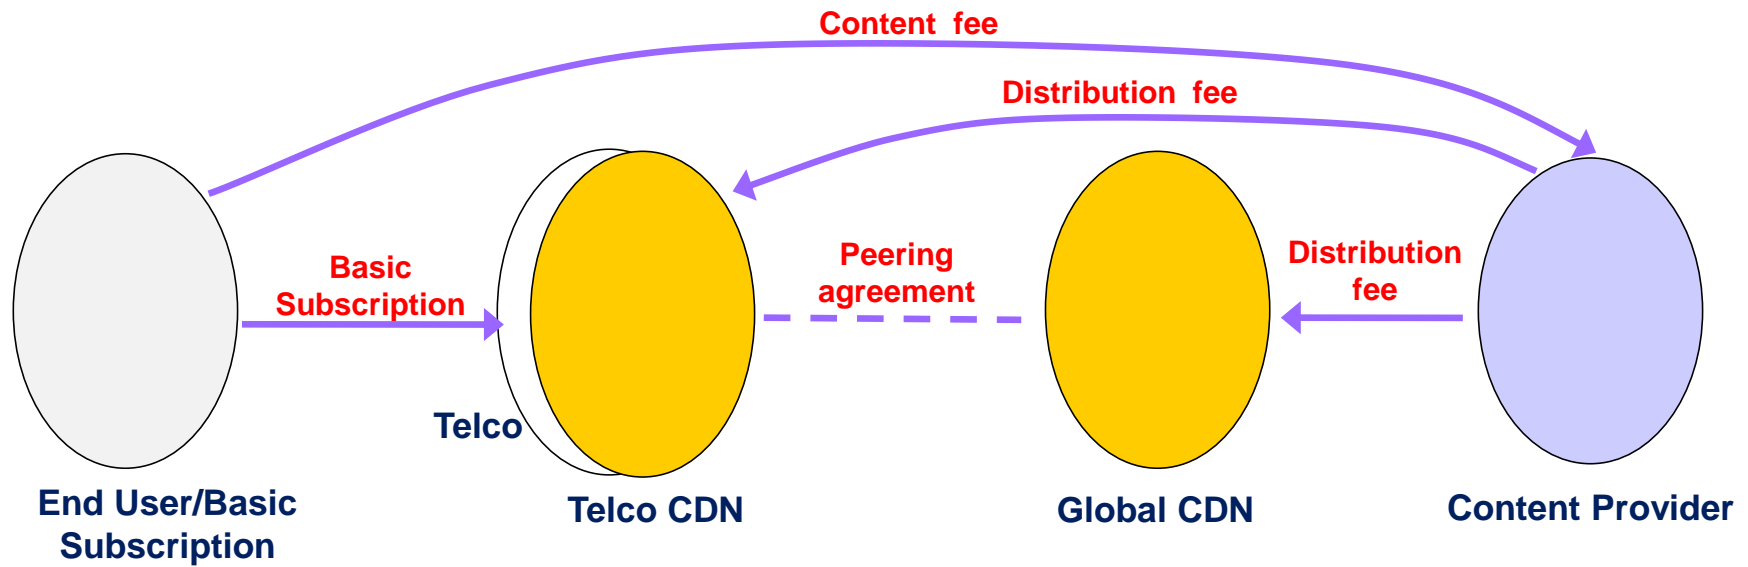 Content fee
Distribution fee
Basic
Subscription
Peering
agreement
Distribution
fee
Telco
End User/Basic
Subscription
Telco CDN
Global CDN
Content Provider